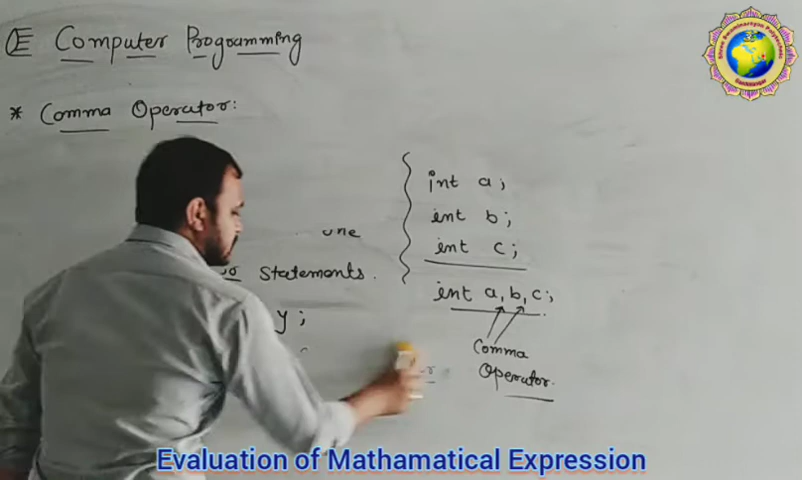 Computer Programming
* Comma Operator:
int a;
int b;
int c;
one
Statements.
int a, b, c;
y;
Comma
Operator.
Evaluation of Mathamatical Expression